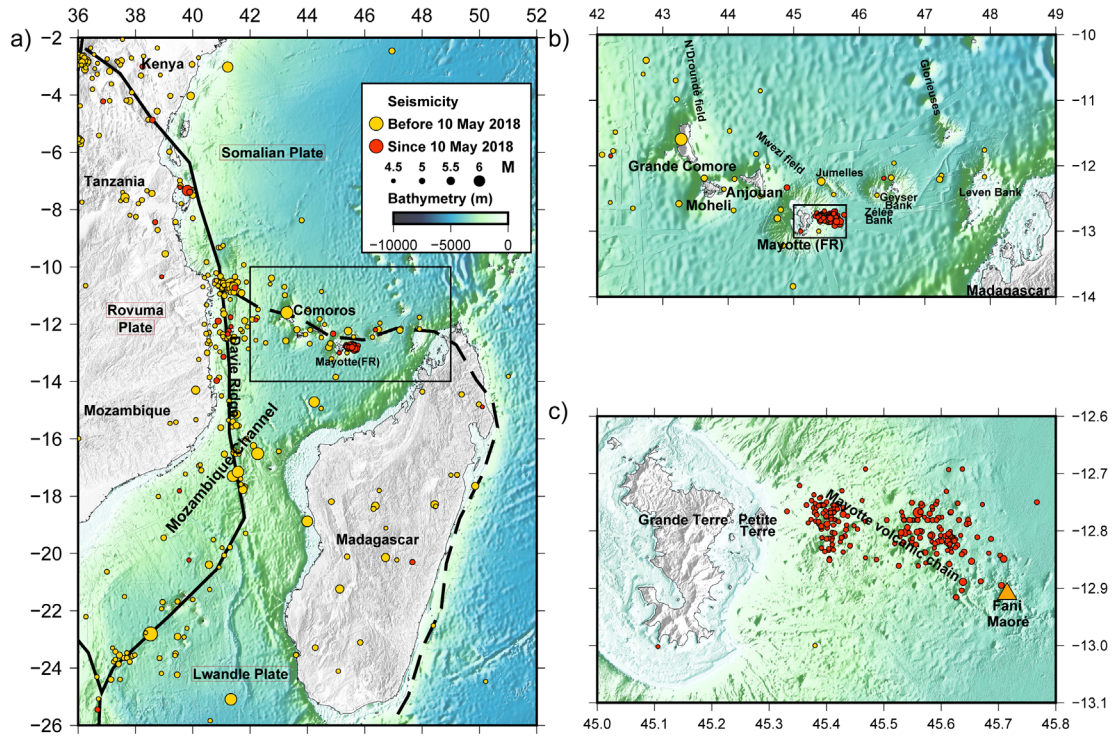 a)
36 38 40 42 44 46 48 50 52
−2
−4
−6
−8
−10
−12
−14
−16
−18
−20
−22
−24
−26
Kenya
Tanzania
Somalian Plate
Seismicity
Before 10 May 2018
Since 10 May 2018
4.5 5 5.5 6 M
Bathymetry (m)
−10000 −5000 0
Rovuma
Plate
Comoros
Mayotte(FR)
Davie Ridge
Mozambique
Mozambique Channel
Madagascar
Lwandle Plate
b)
42 43 44 45 46 47 48 49
−10
−11
−12
−13
−14
N'Droundé field
Glorieuses
Grande Comore
Mwezi field
Jumelles
Anjouan
Moheli
Geyser
Bank
Zélée
Bank
Leven Bank
Mayotte (FR)
Madagascar
c)
−12.6
−12.7
−12.8
−12.9
−13.0
−13.1
Grande Terre
Petite
Terre
Mayotte volcanic chain
Fani
Maoré
45.0 45.1 45.2 45.3 45.4 45.5 45.6 45.7 45.8